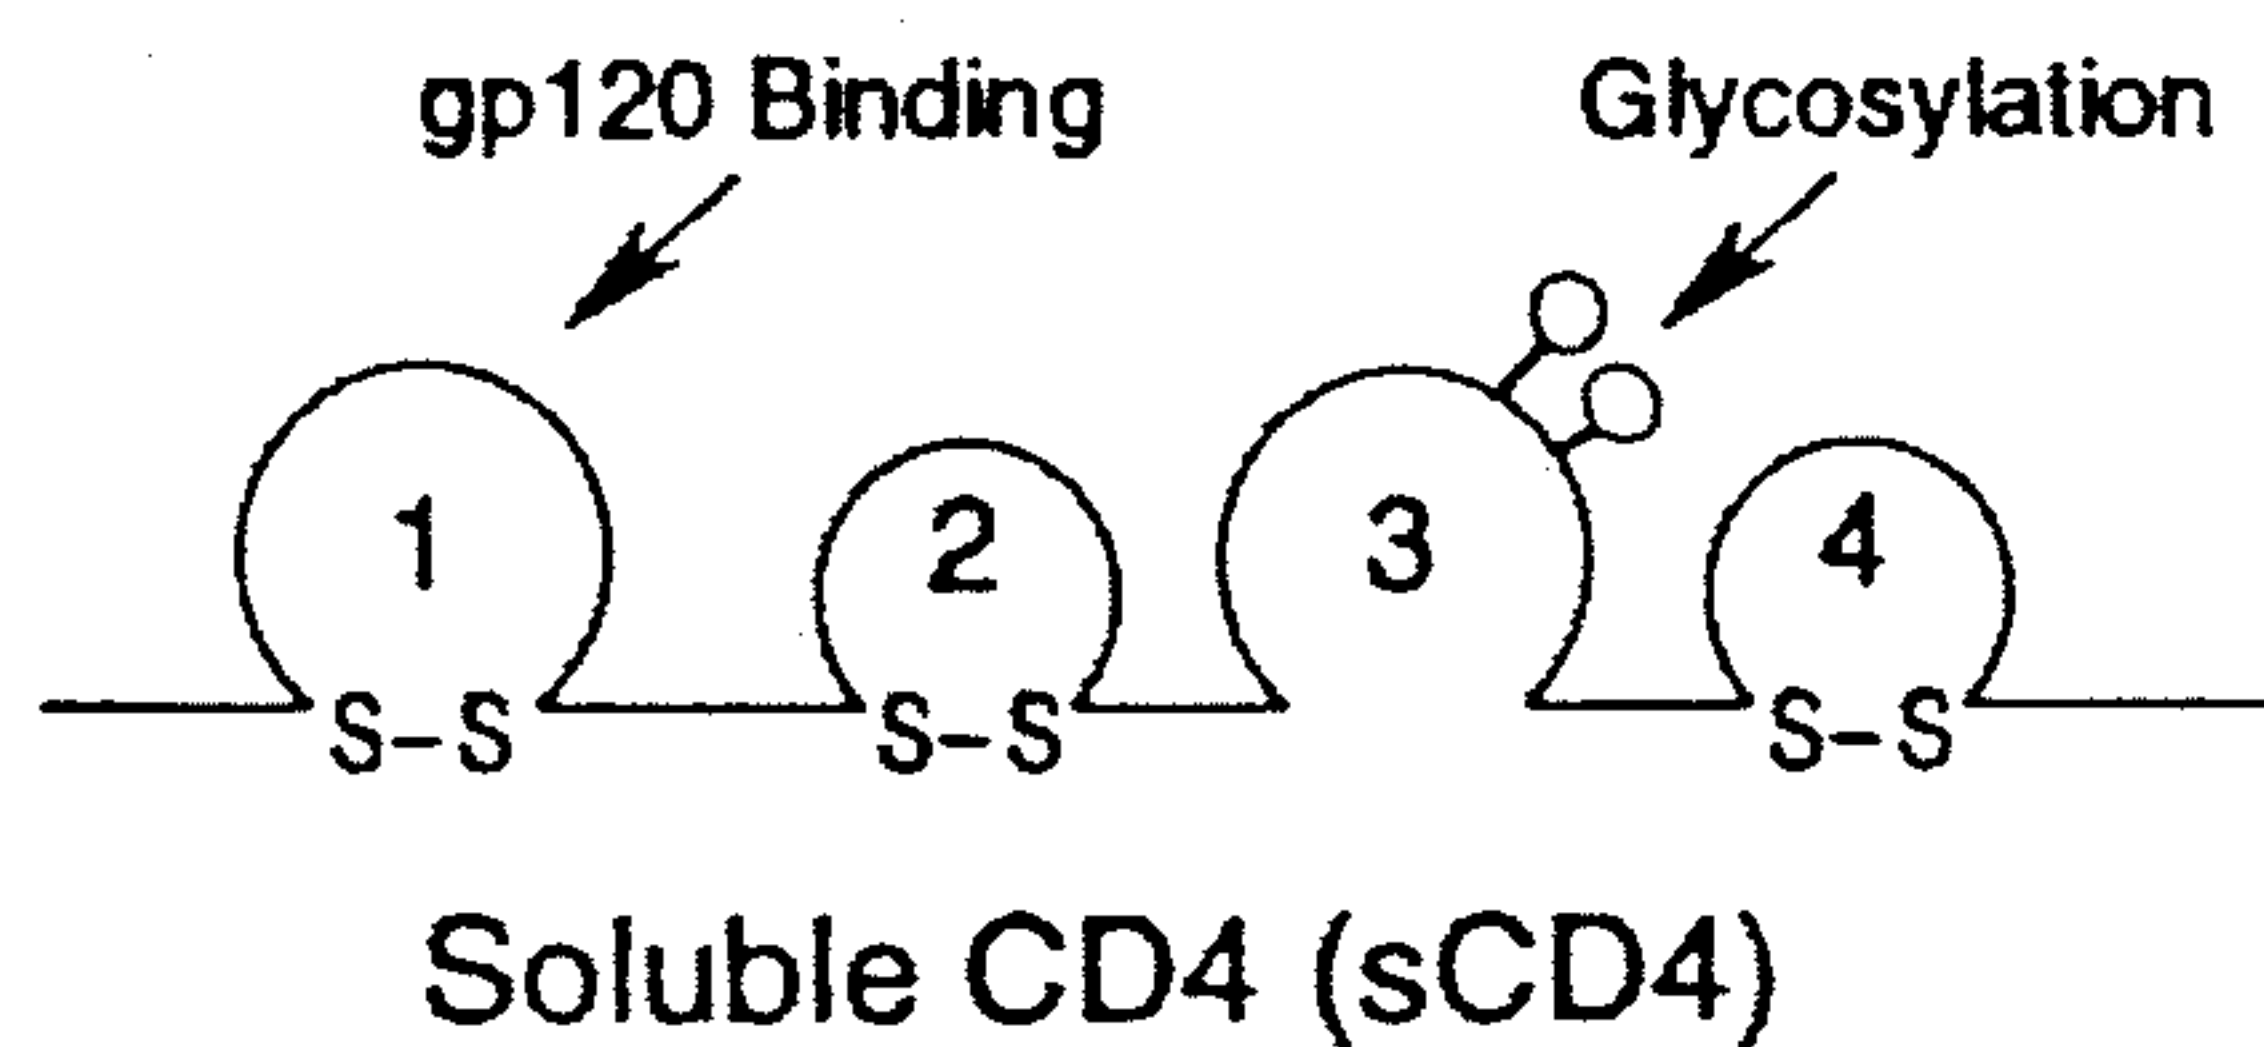 gp120 Binding Glycosylation
1 2 3 4
S-S S-S S-S
Soluble CD4 (sCD4)